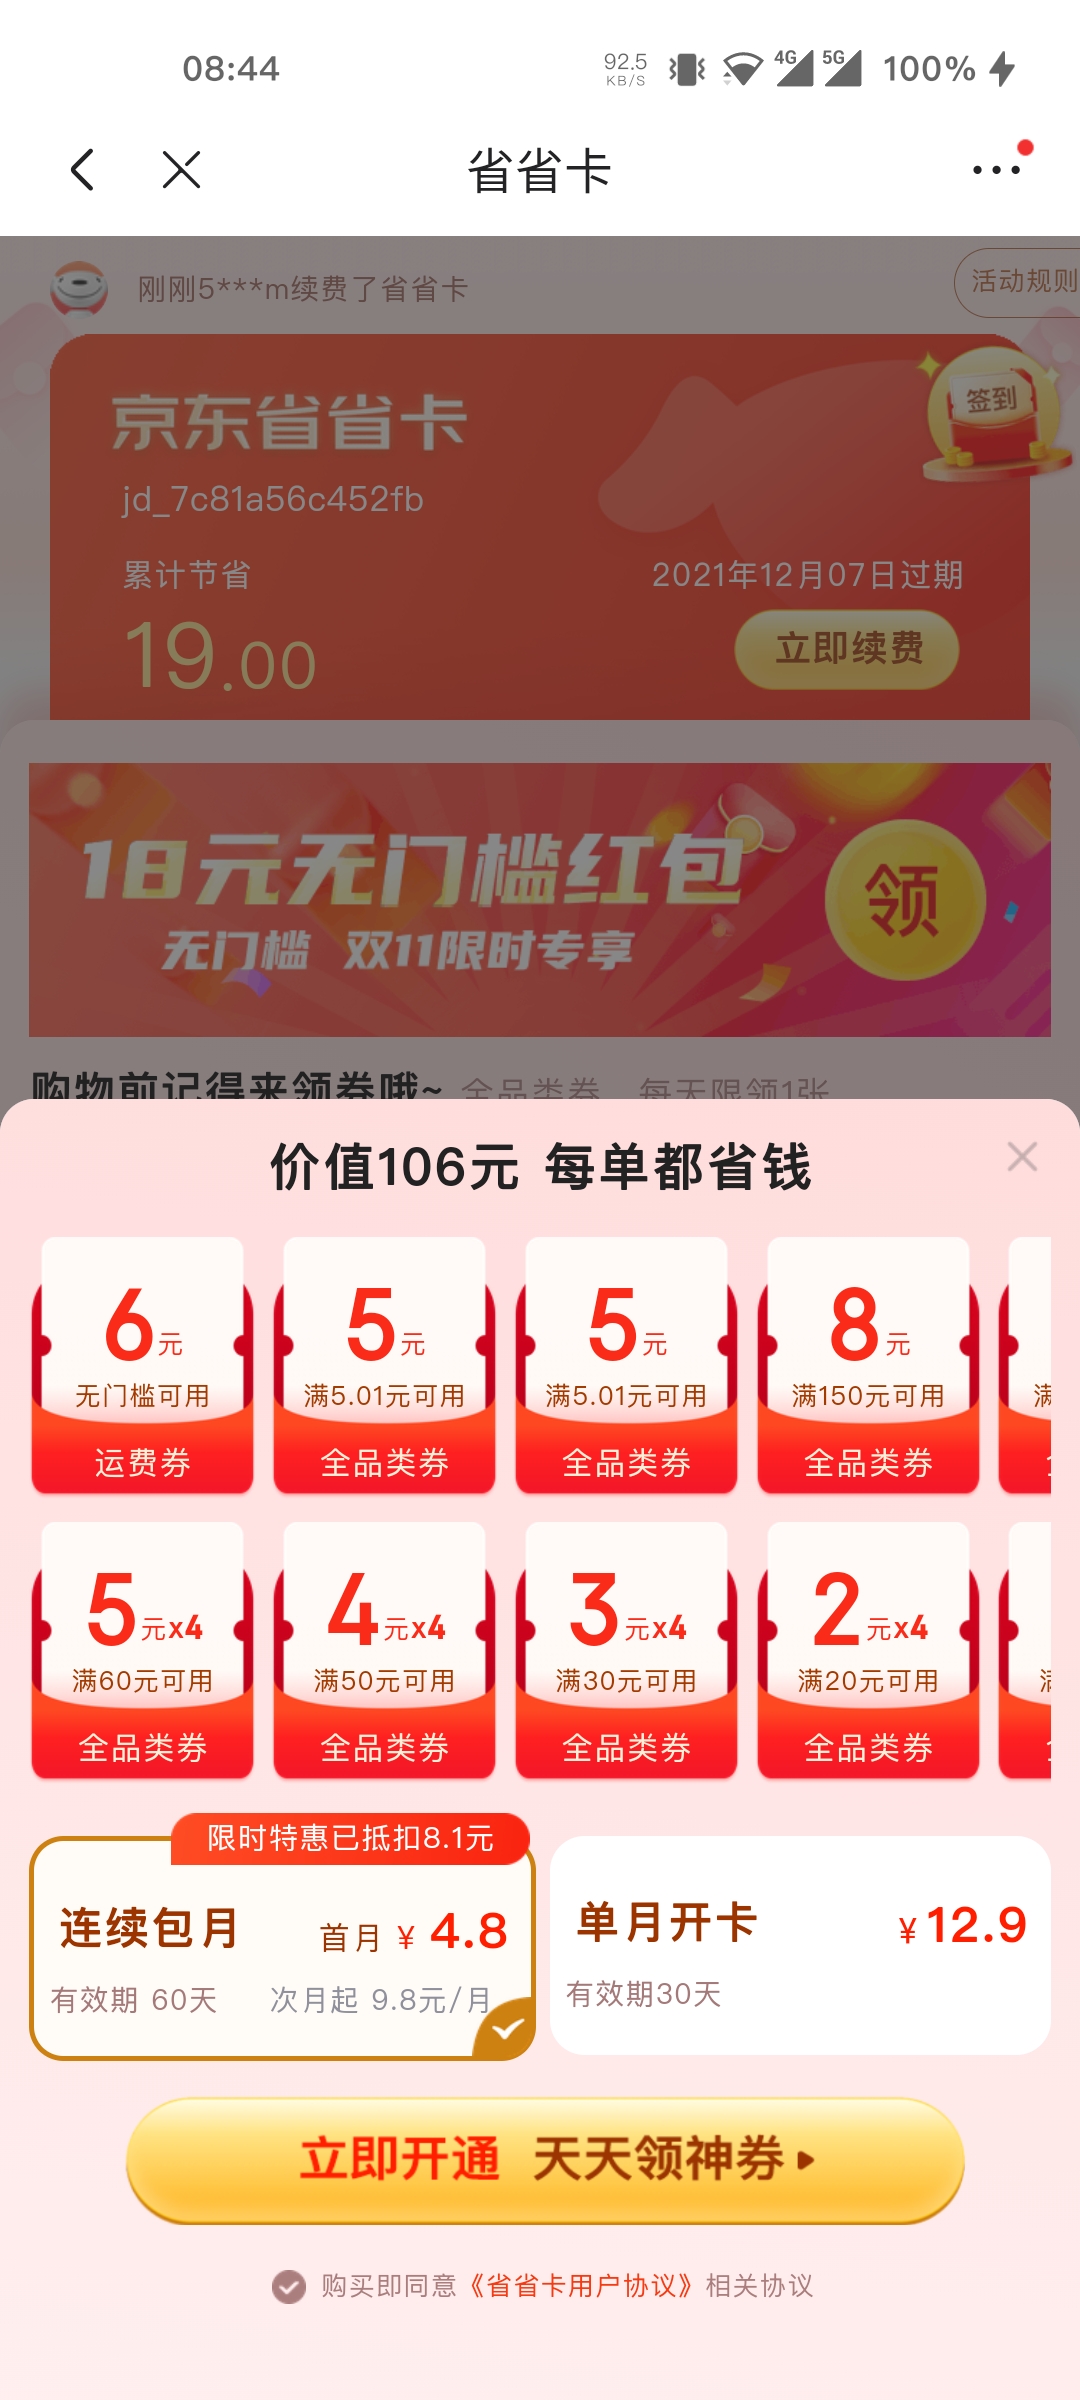 08:44
92.5
KB/S
4G
5G
100%
省省卡
刚刚5***m续费了省省卡
活动规则
京东省省卡
签到
jd_7c81a56c452fb
累计节省
2021年12月07日过期
19.00
立即续费
18元无门槛红包
领
无门槛 双11限时专享
购物前记得来领券哦~ 全品类券 每天限领1张
价值106元 每单都省钱
6元
5元
5元
8元
无门槛可用
满5.01元可用
满5.01元可用
满150元可用
满
运费券
全品类券
全品类券
全品类券
5元x4
4元x4
3元x4
2元x4
满60元可用
满50元可用
满30元可用
满20元可用
全品类券
全品类券
全品类券
全品类券
限时特惠已抵扣8.1元
连续包月
首月 ¥ 4.8
单月开卡
¥ 12.9
有效期 60天
次月起 9.8元/月
有效期30天
立即开通 天天领神券
购买即同意《省省卡用户协议》相关协议